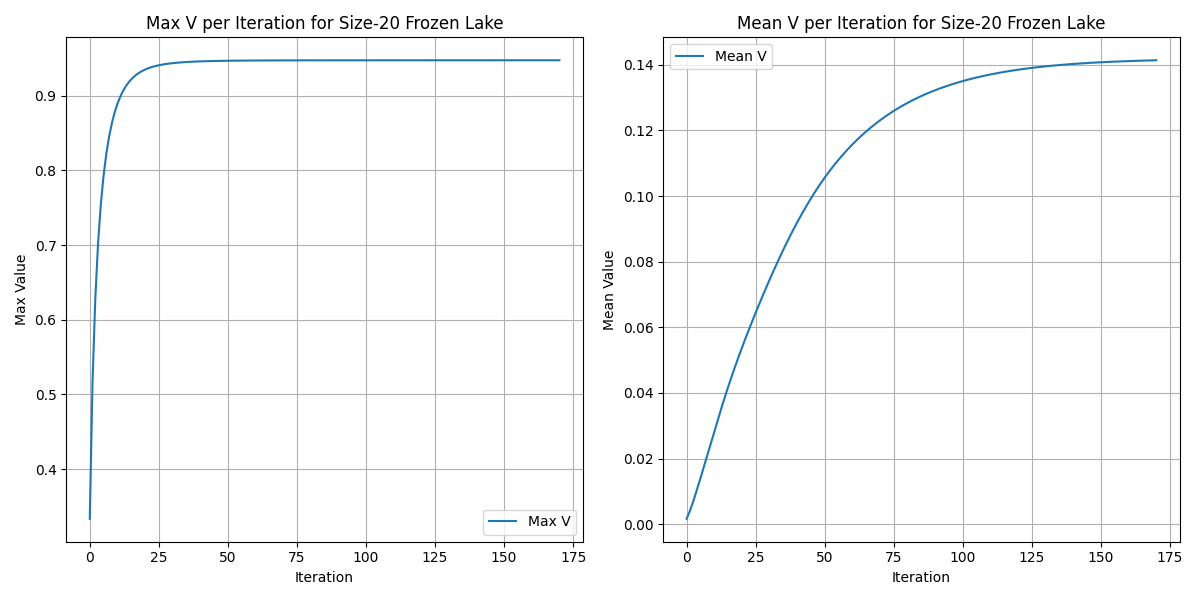 Max V per Iteration for Size-20 Frozen Lake
0.9
0.8
0.7
0.6
0.5
0.4
Max Value
Max V
0 25 50 75 100 125 150 175
Iteration
Mean V per Iteration for Size-20 Frozen Lake
Mean V
0.14
0.12
0.10
0.08
0.06
0.04
0.02
0.00
Mean Value
0 25 50 75 100 125 150 175
Iteration